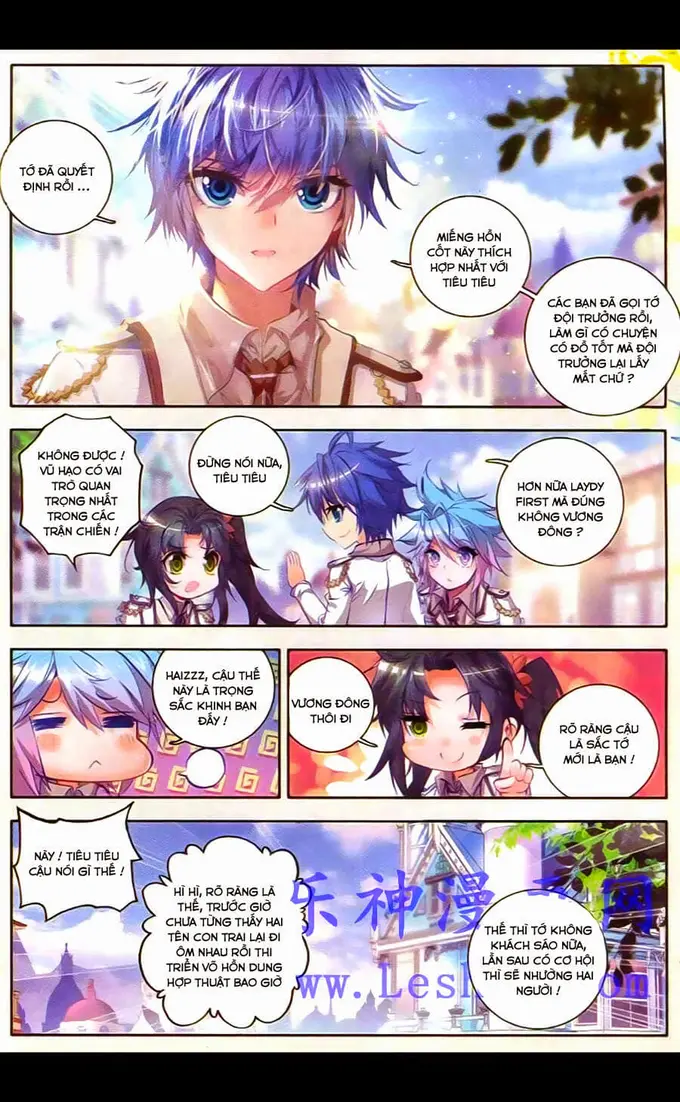 TỚ ĐÃ QUYẾT
ĐỊNH RỒI ...
MIẾNG HỒN
CỐT NÀY THÍCH
HỢP NHẤT VỚI
TIÊU TIÊU
CÁC BẠN ĐÃ GỌI TỚ
ĐỘI TRƯỞNG RỒI,
LÀM GÌ CÓ CHUYỆN
CÓ ĐỒ TỐT MÀ ĐỘI
TRƯỞNG LẠI LẤY
MẤT CHỨ ?
KHÔNG ĐƯỢC !
VŨ HẠO CÓ VAI
TRÒ QUAN
TRỌNG NHẤT
TRONG CÁC
TRẬN CHIẾN !
ĐỪNG NÓI NỮA,
TIÊU TIÊU
HƠN NỮA LAYDY
FIRST MÀ ĐÚNG
KHÔNG VƯƠNG
ĐÔNG ?
HAIZZZ, CẬU THẾ
NÀY LÀ TRỌNG
SẮC KHINH BẠN
ĐẤY !
VƯƠNG ĐÔNG
THÔI ĐI
RÕ RÀNG CẬU
LÀ SẮC TỚ
MỚI LÀ BẠN !
NÀY ! TIÊU TIÊU
CẬU NÓI GÌ THẾ !
HÌ HÌ, RÕ RÀNG LÀ
THẾ, TRƯỚC GIỜ
CHƯA TỪNG THẤY HAI
TÊN CON TRAI LẠI ĐI
ÔM NHAU RỒI THI
TRIỂN VÕ HỒN DUNG
HỢP THUẬT BAO GIỜ
THẾ THÌ TỚ KHÔNG
KHÁCH SÁO NỮA,
LẦN SAU CÓ CƠ HỘI
THÌ SẼ NHƯỜNG HAI
NGƯỜI !
乐神漫 网
ww.Lesh om